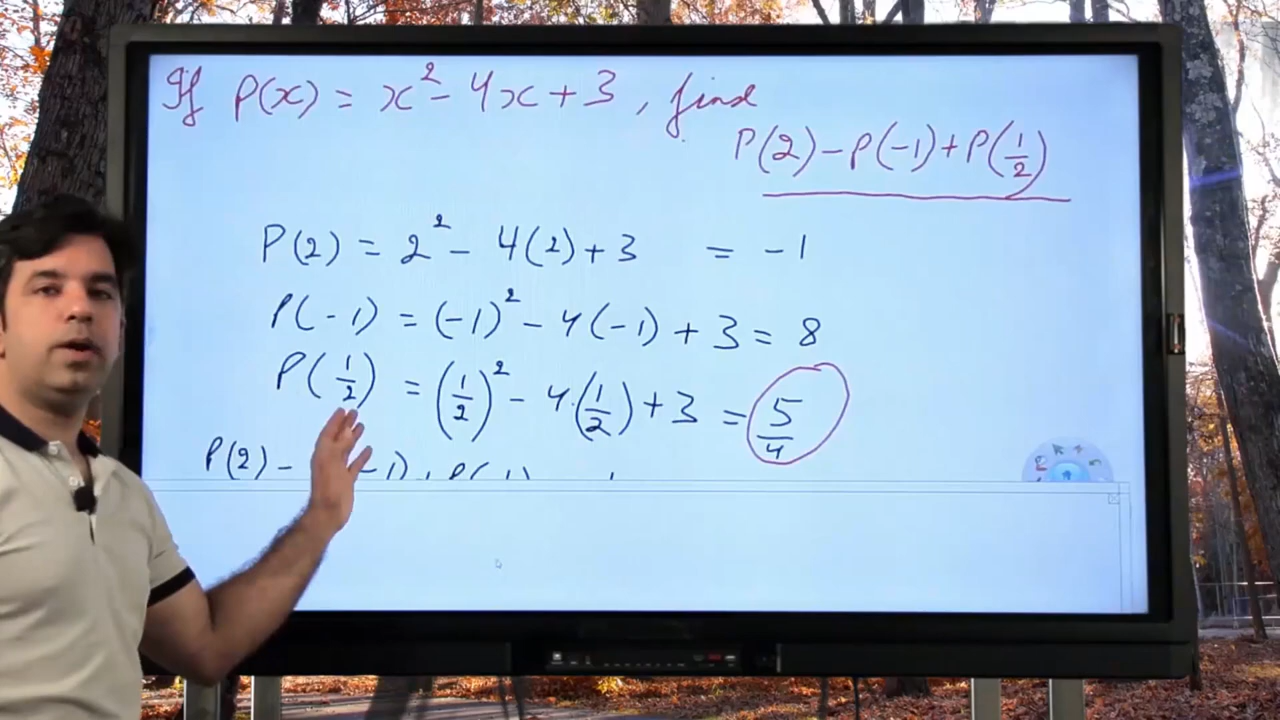 If P(x) = x² - 4x + 3, find
P(2) - P(-1) + P(1/2)
P(2) = 2² - 4(2) + 3 = -1
P(-1) = (-1)² - 4(-1) + 3 = 8
P(1/2) = (1/2)² - 4·(1/2) + 3 = 5/4
P(2) -